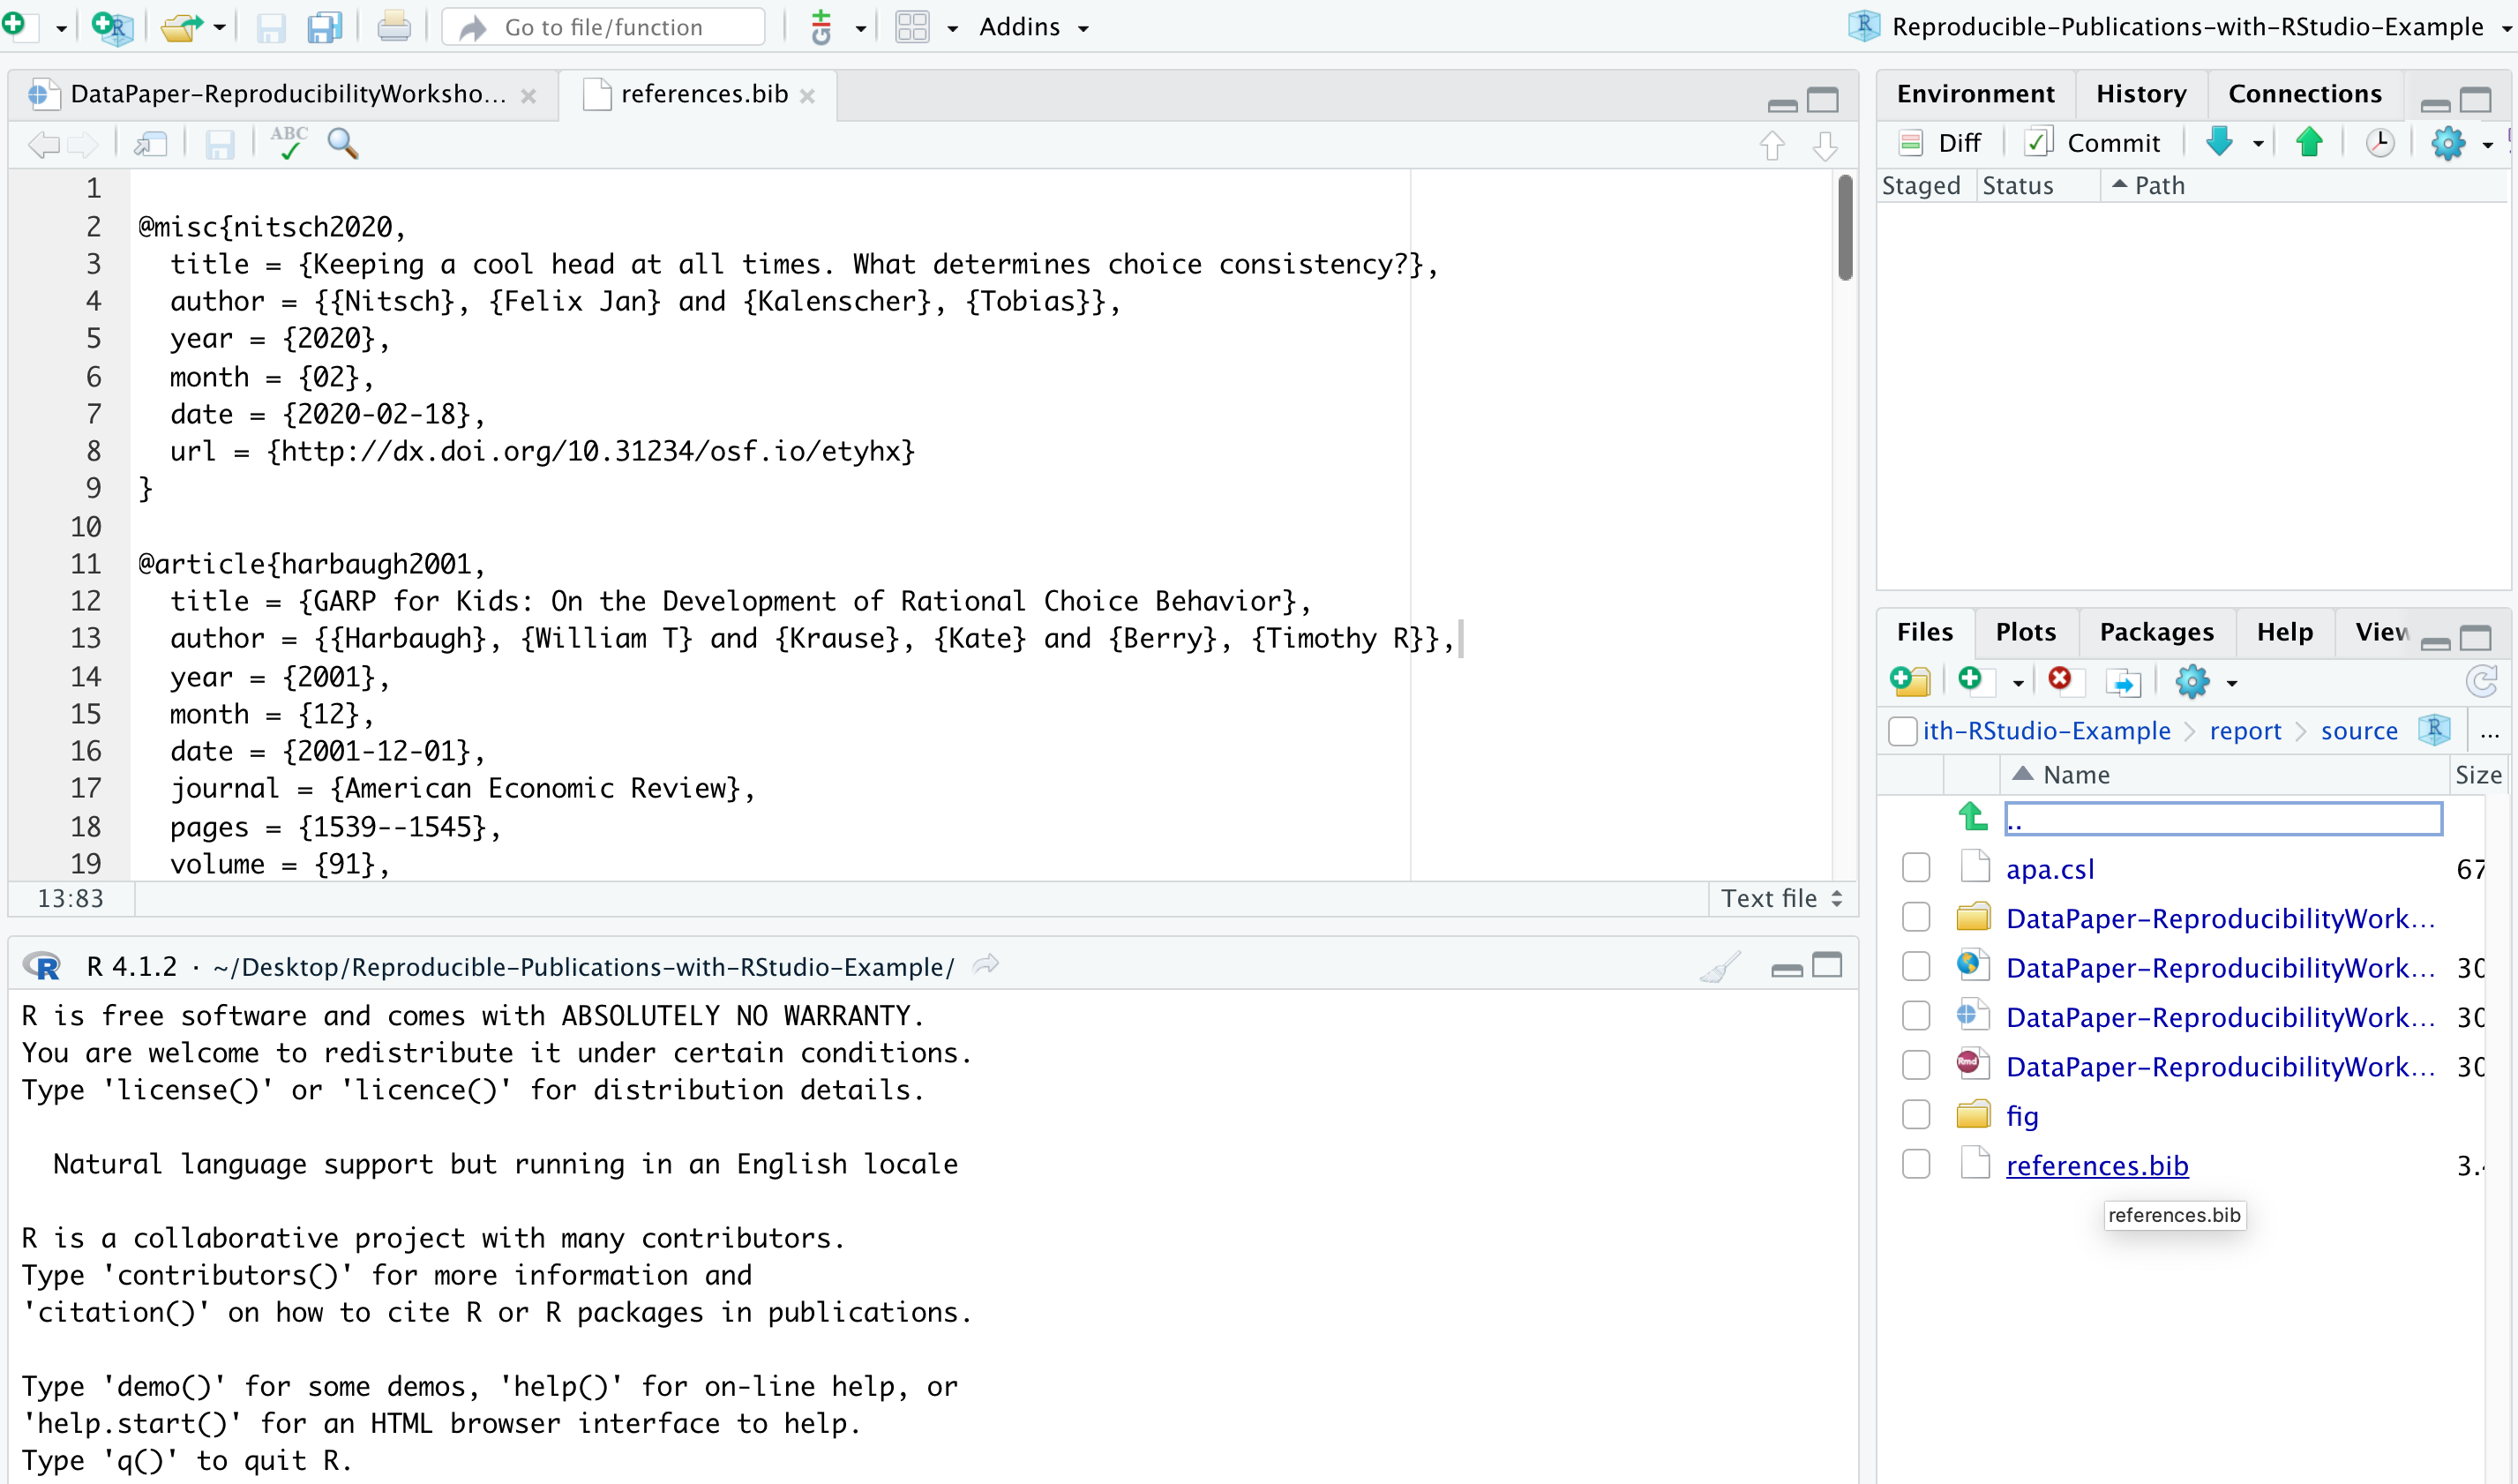 Go to file/function
Addins
Reproducible-Publications-with-RStudio-Example
DataPaper-ReproducibilityWorksho...
references.bib
ABC
1
2 @misc{nitsch2020,
3 title = {Keeping a cool head at all times. What determines choice consistency?},
4 author = {{Nitsch}, {Felix Jan} and {Kalenscher}, {Tobias}},
5 year = {2020},
6 month = {02},
7 date = {2020-02-18},
8 url = {http://dx.doi.org/10.31234/osf.io/etyhx}
9 }
10
11 @article{harbaugh2001,
12 title = {GARP for Kids: On the Development of Rational Choice Behavior},
13 author = {{Harbaugh}, {William T} and {Krause}, {Kate} and {Berry}, {Timothy R}},
14 year = {2001},
15 month = {12},
16 date = {2001-12-01},
17 journal = {American Economic Review},
18 pages = {1539--1545},
19 volume = {91},
13:83
Text file
R 4.1.2 · ~/Desktop/Reproducible-Publications-with-RStudio-Example/
R is free software and comes with ABSOLUTELY NO WARRANTY.
You are welcome to redistribute it under certain conditions.
Type 'license()' or 'licence()' for distribution details.
Natural language support but running in an English locale
R is a collaborative project with many contributors.
Type 'contributors()' for more information and
'citation()' on how to cite R or R packages in publications.
Type 'demo()' for some demos, 'help()' for on-line help, or
'help.start()' for an HTML browser interface to help.
Type 'q()' to quit R.
Environment History Connections
Diff Commit
Staged Status Path
Files Plots Packages Help View
ith-RStudio-Example report source R ...
Name Size
..
apa.csl 67
DataPaper-ReproducibilityWork...
DataPaper-ReproducibilityWork... 30
DataPaper-ReproducibilityWork... 30
DataPaper-ReproducibilityWork... 30
fig
references.bib 3.
references.bib